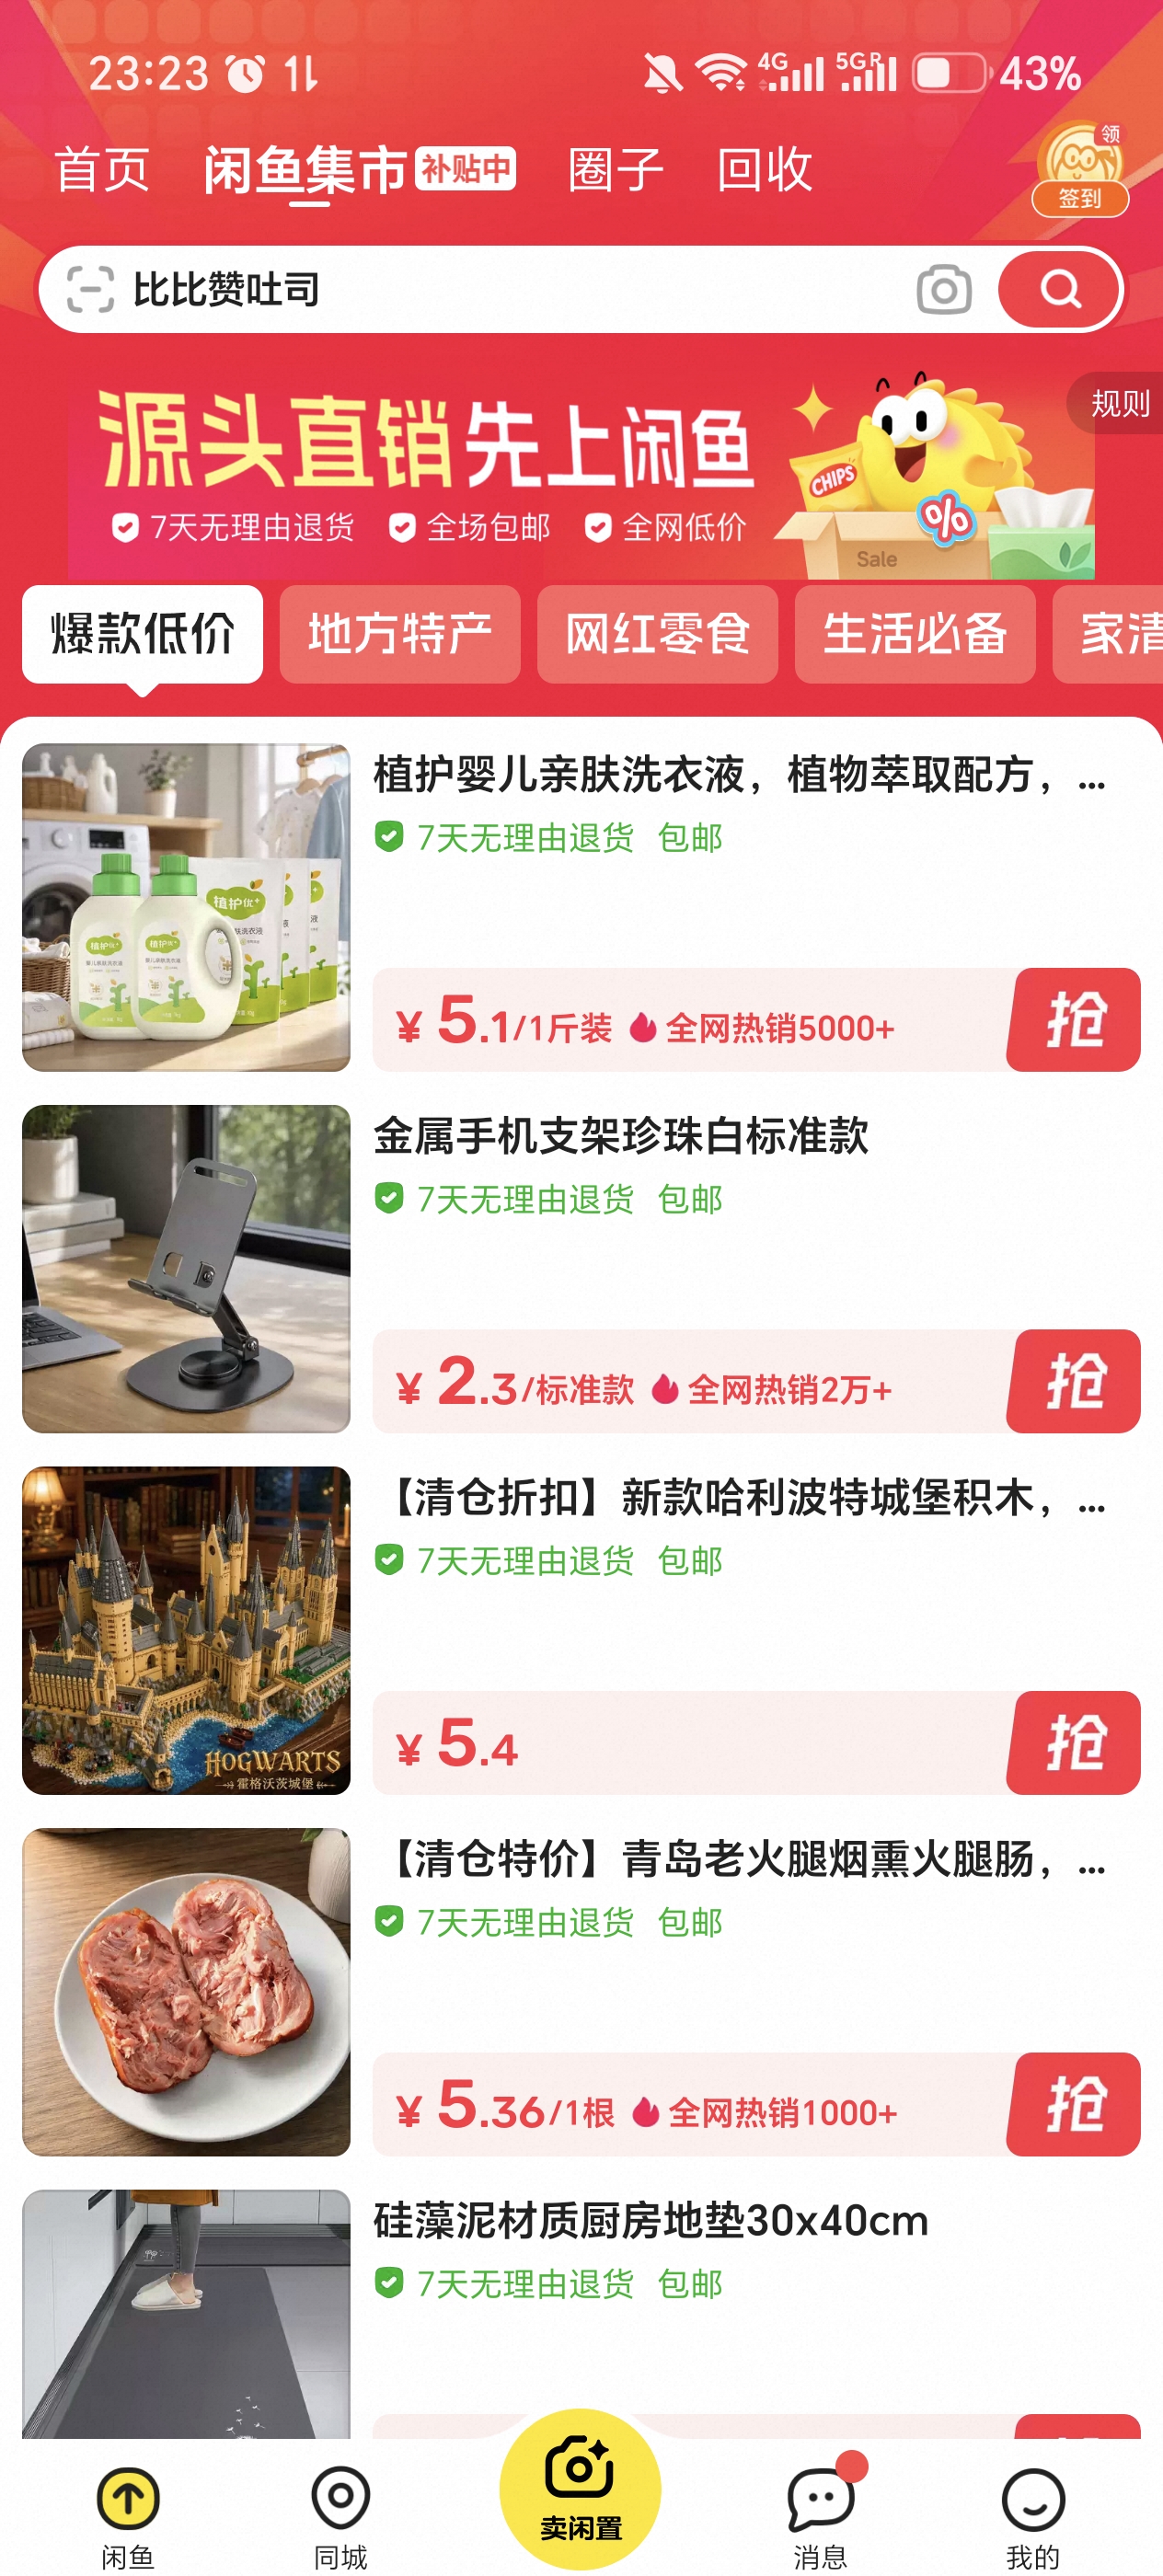 23:23 4G 5G R 43%
首页 闲鱼集市 补贴中 圈子 回收 领
签到
比比赞吐司
规则
源头直销先上闲鱼
CHIPS
7天无理由退货 全场包邮 全网低价 %
Sale
爆款低价 地方特产 网红零食 生活必备 家清
植护婴儿亲肤洗衣液，植物萃取配方，...
7天无理由退货 包邮
植护优+
植护优+ 植护优+
¥ 5.1/1斤装 全网热销5000+ 抢
金属手机支架珍珠白标准款
7天无理由退货 包邮
¥ 2.3/标准款 全网热销2万+ 抢
【清仓折扣】新款哈利波特城堡积木，...
7天无理由退货 包邮
HOGWARTS
霍格沃茨城堡
¥ 5.4 抢
【清仓特价】青岛老火腿烟熏火腿肠，...
7天无理由退货 包邮
¥ 5.36/1根 全网热销1000+ 抢
硅藻泥材质厨房地垫30x40cm
7天无理由退货 包邮
卖闲置
闲鱼 同城 消息 我的